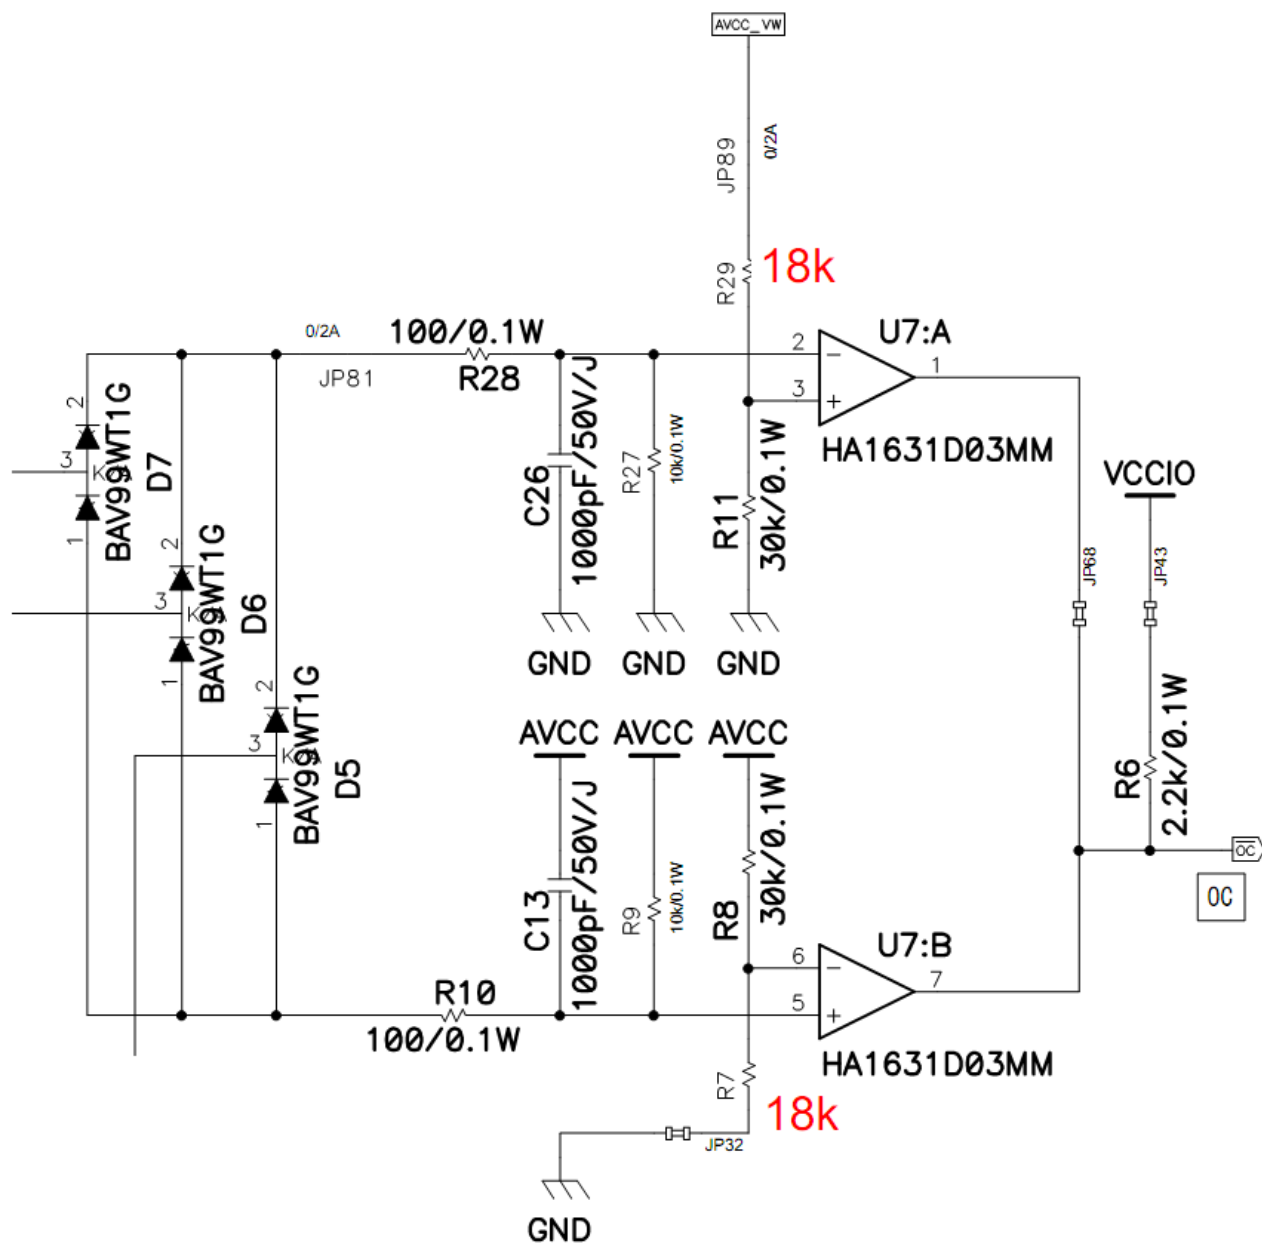 AVCC_VW
JP89
0/2A
R29
18k
0/2A
JP81
100/0.1W
R28
2
3
1
BAV99WT1G
D7
K
2
3
1
BAV99WT1G
D6
K
2
3
1
BAV99WT1G
D5
K
C26
1000pF/50V/J
R27
10k/0.1W
R11
30k/0.1W
GND
GND
GND
2
3
1
U7:A
HA1631D03MM
VCCIO
JP68
JP43
R6
2.2k/0.1W
OC
OC
AVCC
AVCC
AVCC
C13
1000pF/50V/J
R9
10k/0.1W
R8
30k/0.1W
6
5
7
U7:B
HA1631D03MM
R10
100/0.1W
R7
18k
JP32
GND